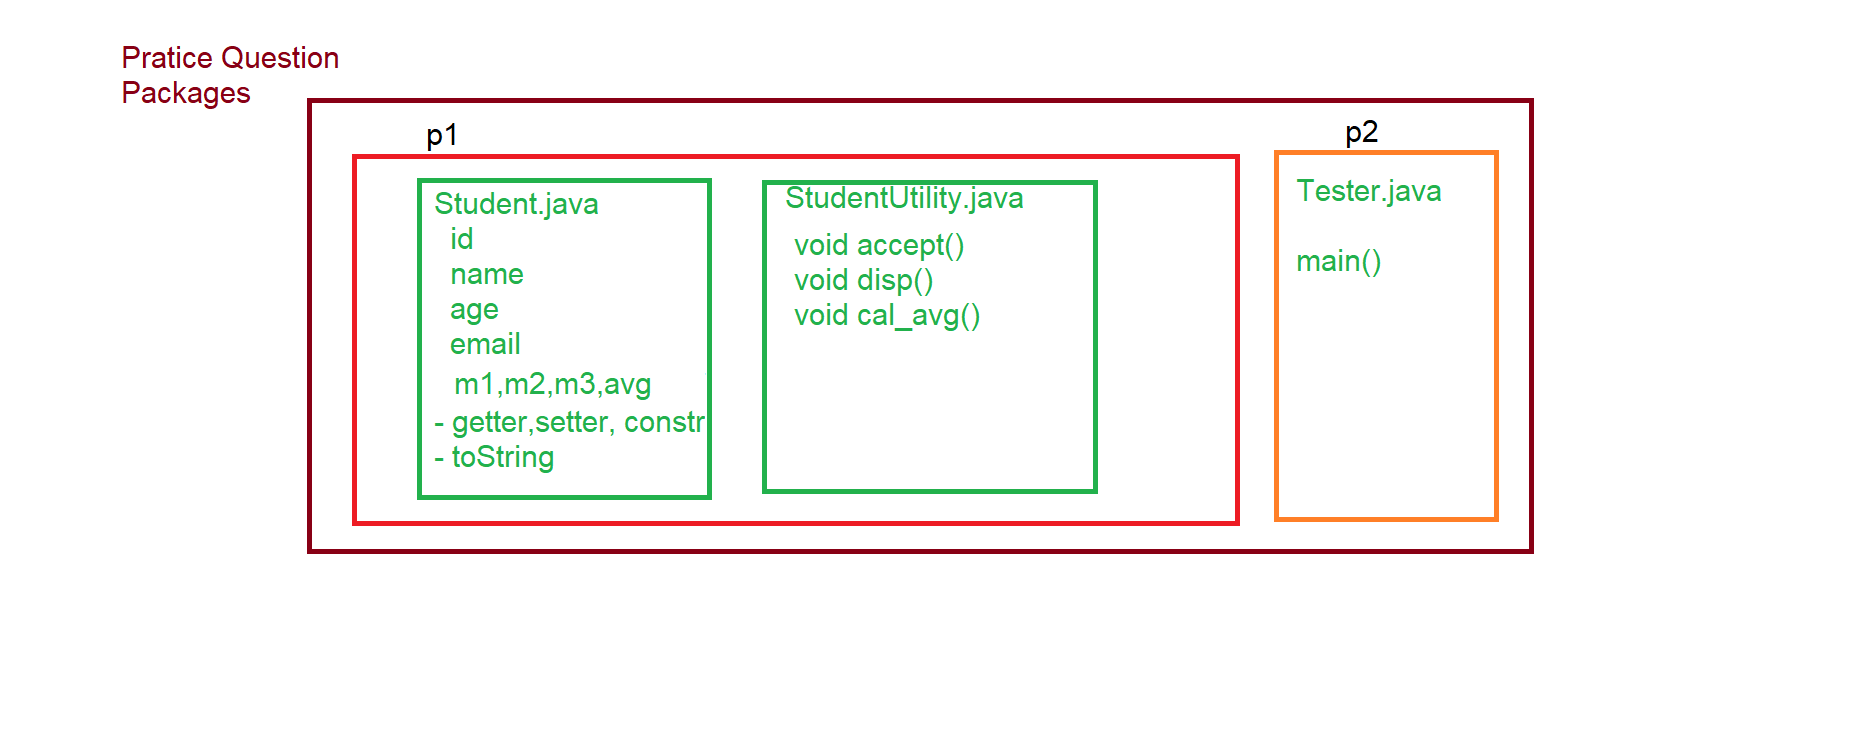 Pratice Question
Packages
p1
Student.java
id
name
age
email
m1,m2,m3,avg
- getter,setter, constr
- toString
StudentUtility.java
void accept()
void disp()
void cal_avg()
p2
Tester.java
main()